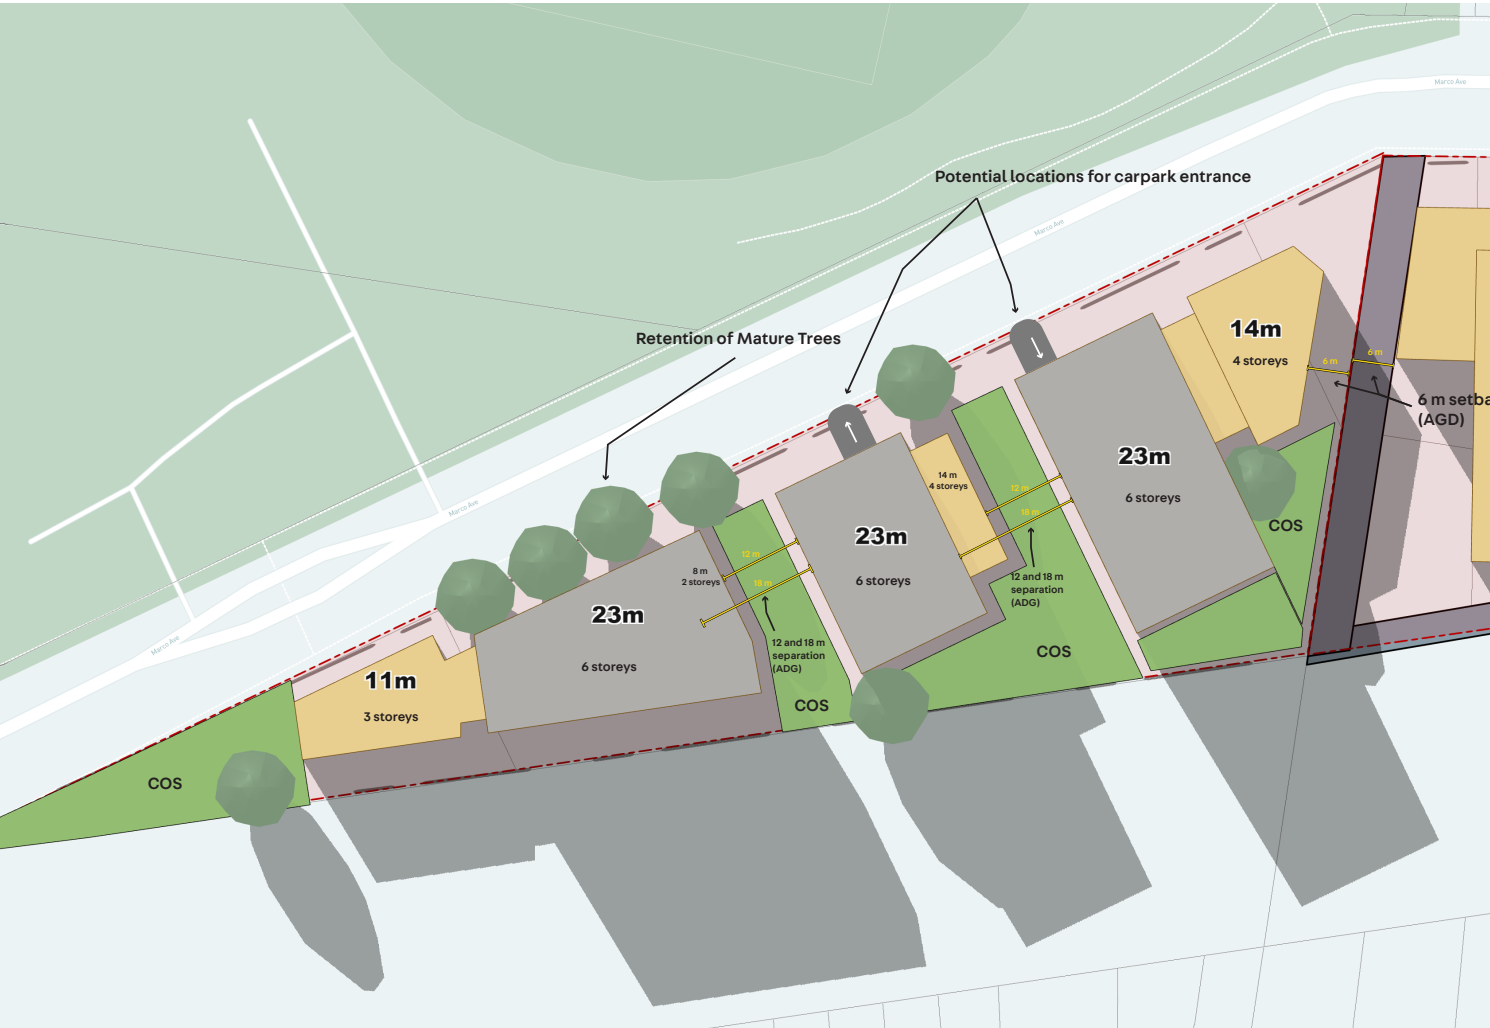 Marco Ave
Potential locations for carpark entrance
Marco Ave
Retention of Mature Trees
14m
4 storeys
6 m
6 m
6 m setba
(AGD)
23m
6 storeys
14 m
4 storeys
12 m
18 m
COS
23m
6 storeys
12 and 18 m
separation
(ADG)
COS
Marco Ave
12 m
18 m
8 m
2 storeys
23m
6 storeys
12 and 18 m
separation
(ADG)
COS
Marco Ave
11m
3 storeys
COS